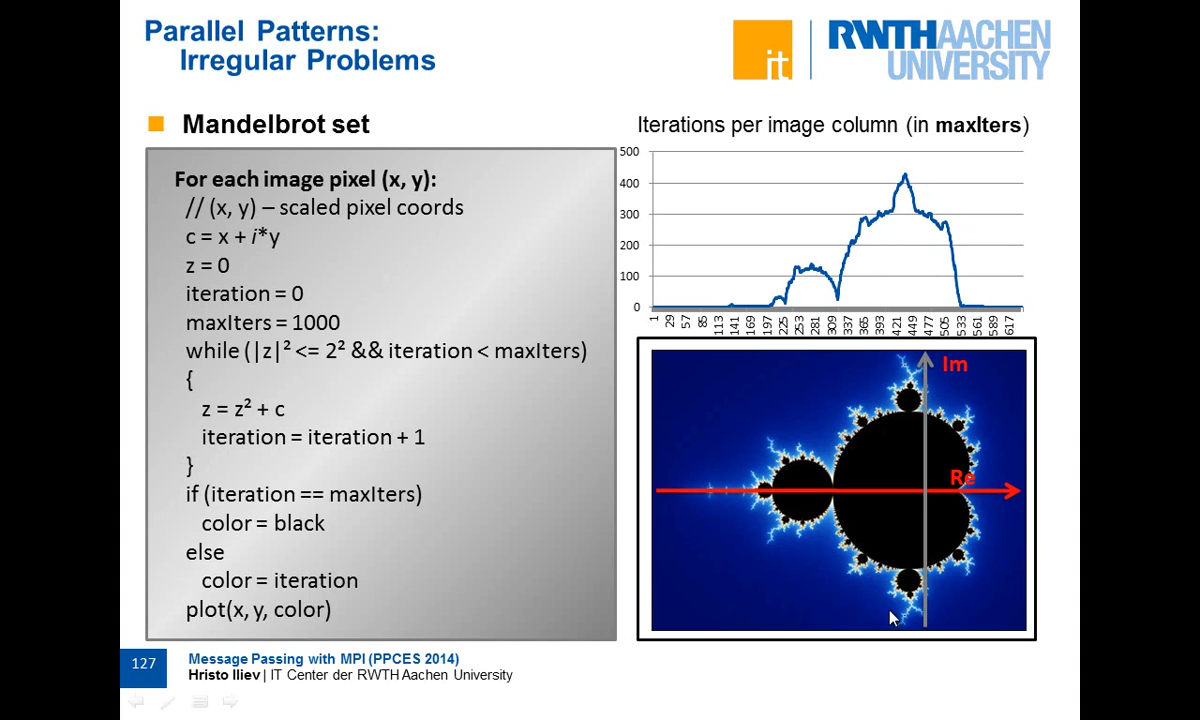 Parallel Patterns:
Irregular Problems
it
RWTHAACHEN
UNIVERSITY
Mandelbrot set
For each image pixel (x, y):
// (x, y) – scaled pixel coords
c = x + i*y
z = 0
iteration = 0
maxIters = 1000
while (|z|² <= 2² && iteration < maxIters)
{
z = z² + c
iteration = iteration + 1
}
if (iteration == maxIters)
color = black
else
color = iteration
plot(x, y, color)
Iterations per image column (in maxIters)
500
400
300
200
100
0
1 29 57 85 113 141 169 197 225 253 281 309 337 365 393 421 449 477 505 533 561 589 617
Im
Re
127
Message Passing with MPI (PPCES 2014)
Hristo Iliev | IT Center der RWTH Aachen University